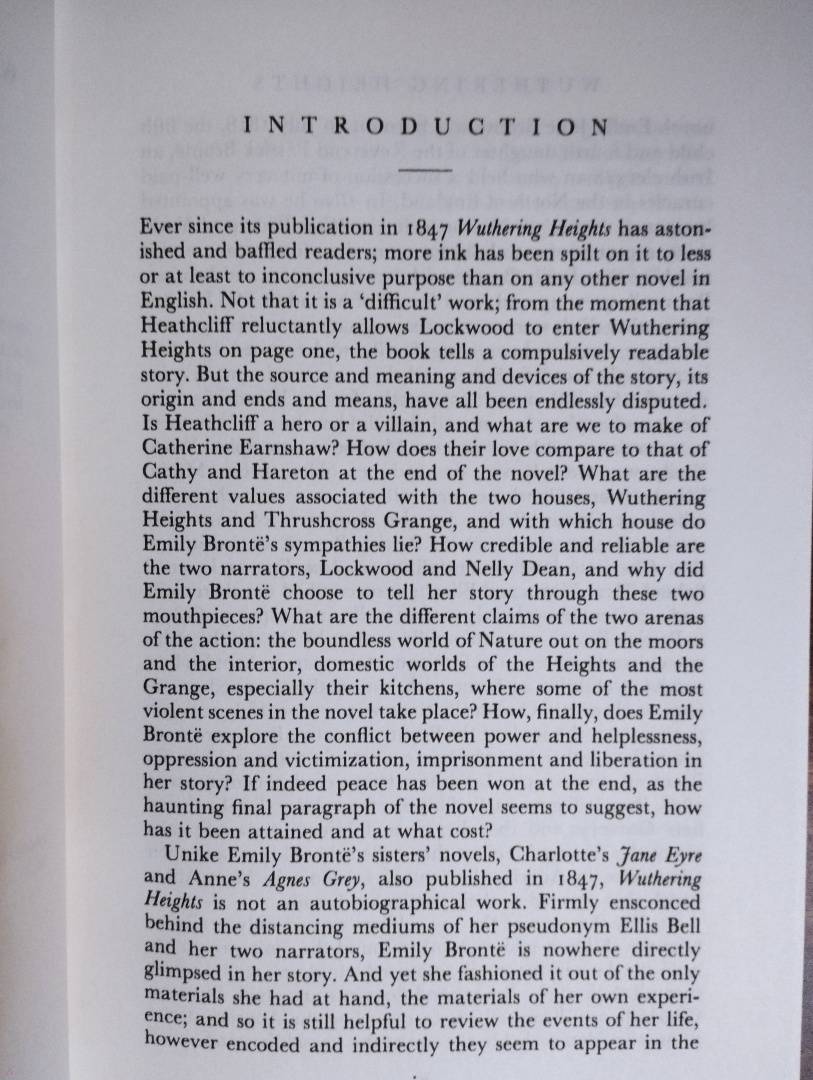 INTRODUCTION
Ever since its publication in 1847 Wuthering Heights has aston-
ished and baffled readers; more ink has been spilt on it to less
or at least to inconclusive purpose than on any other novel in
English. Not that it is a ‘difficult’ work; from the moment that
Heathcliff reluctantly allows Lockwood to enter Wuthering
Heights on page one, the book tells a compulsively readable
story. But the source and meaning and devices of the story, its
origin and ends and means, have all been endlessly disputed.
Is Heathcliff a hero or a villain, and what are we to make of
Catherine Earnshaw? How does their love compare to that of
Cathy and Hareton at the end of the novel? What are the
different values associated with the two houses, Wuthering
Heights and Thrushcross Grange, and with which house do
Emily Brontë’s sympathies lie? How credible and reliable are
the two narrators, Lockwood and Nelly Dean, and why did
Emily Brontë choose to tell her story through these two
mouthpieces? What are the different claims of the two arenas
of the action: the boundless world of Nature out on the moors
and the interior, domestic worlds of the Heights and the
Grange, especially their kitchens, where some of the most
violent scenes in the novel take place? How, finally, does Emily
Brontë explore the conflict between power and helplessness,
oppression and victimization, imprisonment and liberation in
her story? If indeed peace has been won at the end, as the
haunting final paragraph of the novel seems to suggest, how
has it been attained and at what cost?
Unike Emily Brontë’s sisters’ novels, Charlotte’s Jane Eyre
and Anne’s Agnes Grey, also published in 1847, Wuthering
Heights is not an autobiographical work. Firmly ensconced
behind the distancing mediums of her pseudonym Ellis Bell
and her two narrators, Emily Brontë is nowhere directly
glimpsed in her story. And yet she fashioned it out of the only
materials she had at hand, the materials of her own experi-
ence; and so it is still helpful to review the events of her life,
however encoded and indirectly they seem to appear in the